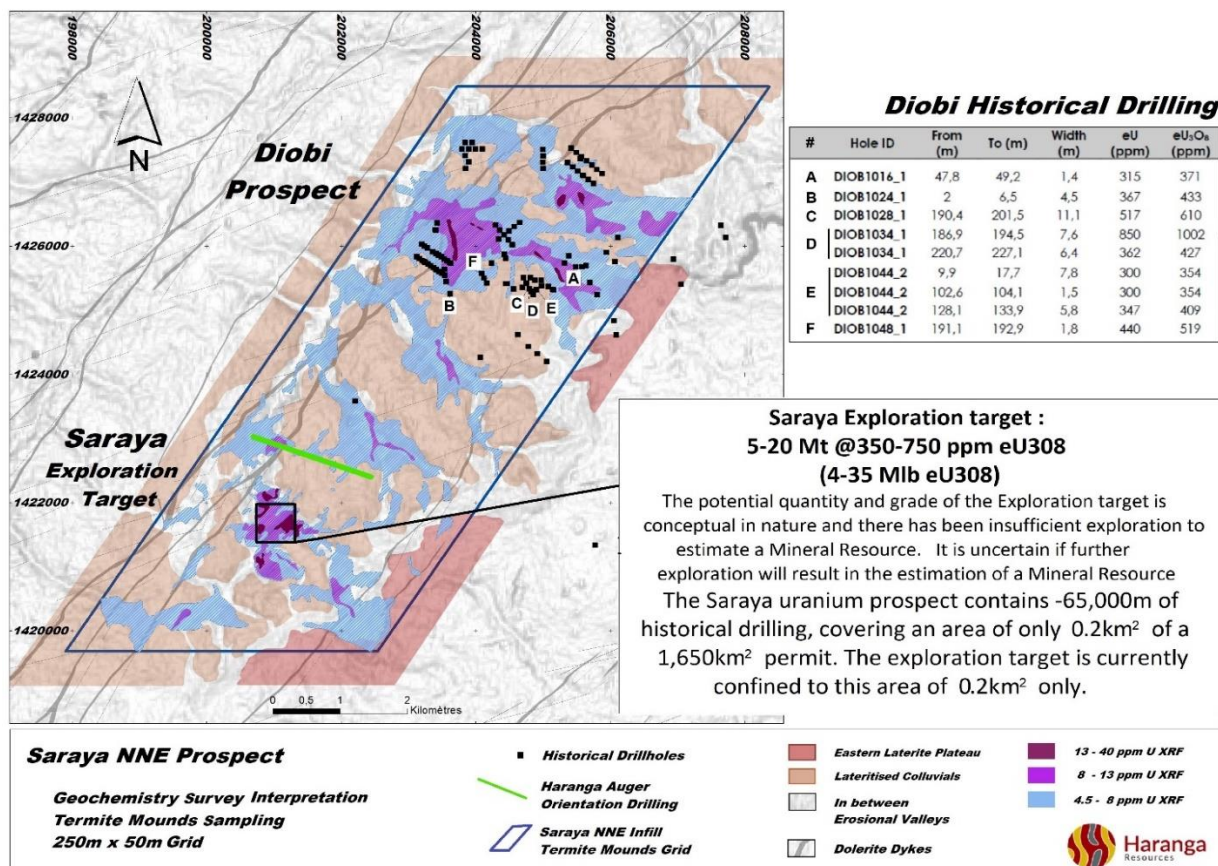 198000
200000
202000
204000
206000
208000
1428000
1426000
1424000
1422000
1420000
N
Diobi
Prospect
F
A
B
C
D
E
Saraya
Exploration
Target
0 0,5 1 2
Kilomètres
Diobi Historical Drilling
# Hole ID From (m) To (m) Width (m) eU (ppm) eU₃O₈ (ppm)
A DIOB1016_1 47,8 49,2 1,4 315 371
B DIOB1024_1 2 6,5 4,5 367 433
C DIOB1028_1 190,4 201,5 11,1 517 610
D DIOB1034_1 186,9 194,5 7,6 850 1002
DIOB1034_1 220,7 227,1 6,4 362 427
E DIOB1044_2 9,9 17,7 7,8 300 354
DIOB1044_2 102,6 104,1 1,5 300 354
DIOB1044_2 128,1 133,9 5,8 347 409
F DIOB1048_1 191,1 192,9 1,8 440 519
Saraya Exploration target :
5-20 Mt @350-750 ppm eU308
(4-35 Mlb eU308)
The potential quantity and grade of the Exploration target is
conceptual in nature and there has been insufficient exploration to
estimate a Mineral Resource. It is uncertain if further
exploration will result in the estimation of a Mineral Resource
The Saraya uranium prospect contains -65,000m of
historical drilling, covering an area of only 0.2km² of a
1,650km² permit. The exploration target is currently
confined to this area of 0.2km² only.
Saraya NNE Prospect
Geochemistry Survey Interpretation
Termite Mounds Sampling
250m x 50m Grid
Historical Drillholes
Haranga Auger
Orientation Drilling
Saraya NNE Infill
Termite Mounds Grid
Eastern Laterite Plateau
Lateritised Colluvials
In between
Erosional Valleys
Dolerite Dykes
13 - 40 ppm U XRF
8 - 13 ppm U XRF
4.5 - 8 ppm U XRF
Haranga
Resources